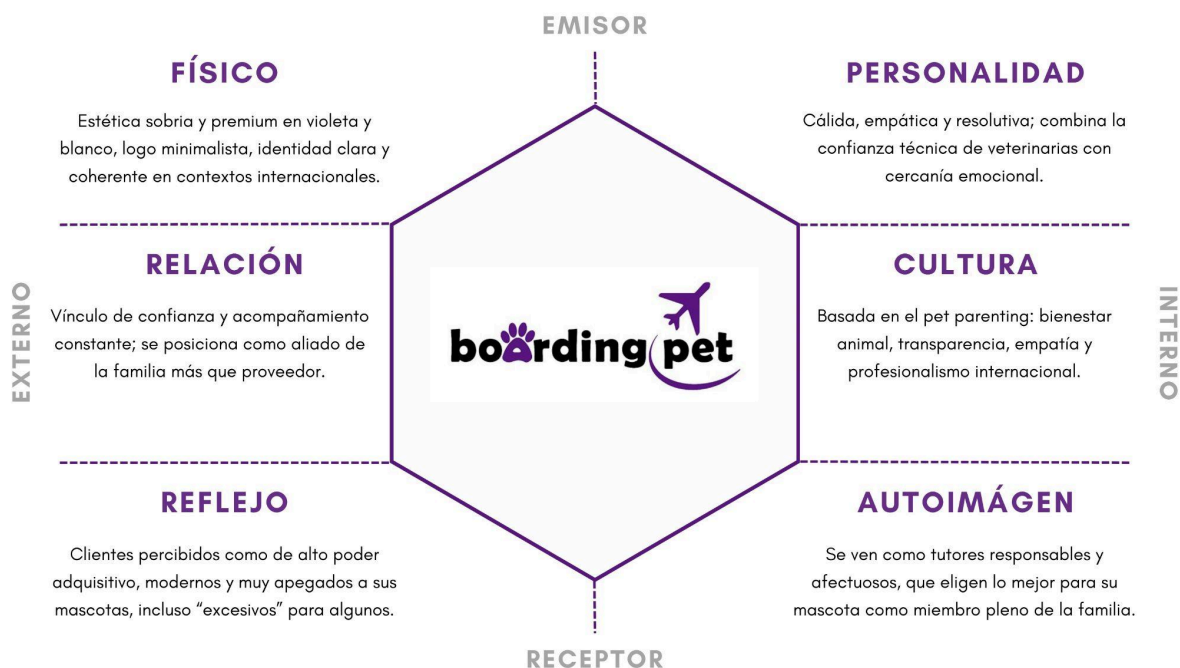 EMISOR
FÍSICO
Estética sobria y premium en violeta y
blanco, logo minimalista, identidad clara y
coherente en contextos internacionales.
PERSONALIDAD
Cálida, empática y resolutiva; combina la
confianza técnica de veterinarias con
cercanía emocional.
EXTERNO
RELACIÓN
Vínculo de confianza y acompañamiento
constante; se posiciona como aliado de
la familia más que proveedor.
boarding pet
CULTURA
Basada en el pet parenting: bienestar
animal, transparencia, empatía y
profesionalismo internacional.
INTERNO
REFLEJO
Clientes percibidos como de alto poder
adquisitivo, modernos y muy apegados a sus
mascotas, incluso “excesivos” para algunos.
AUTOIMÁGEN
Se ven como tutores responsables y
afectuosos, que eligen lo mejor para su
mascota como miembro pleno de la familia.
RECEPTOR